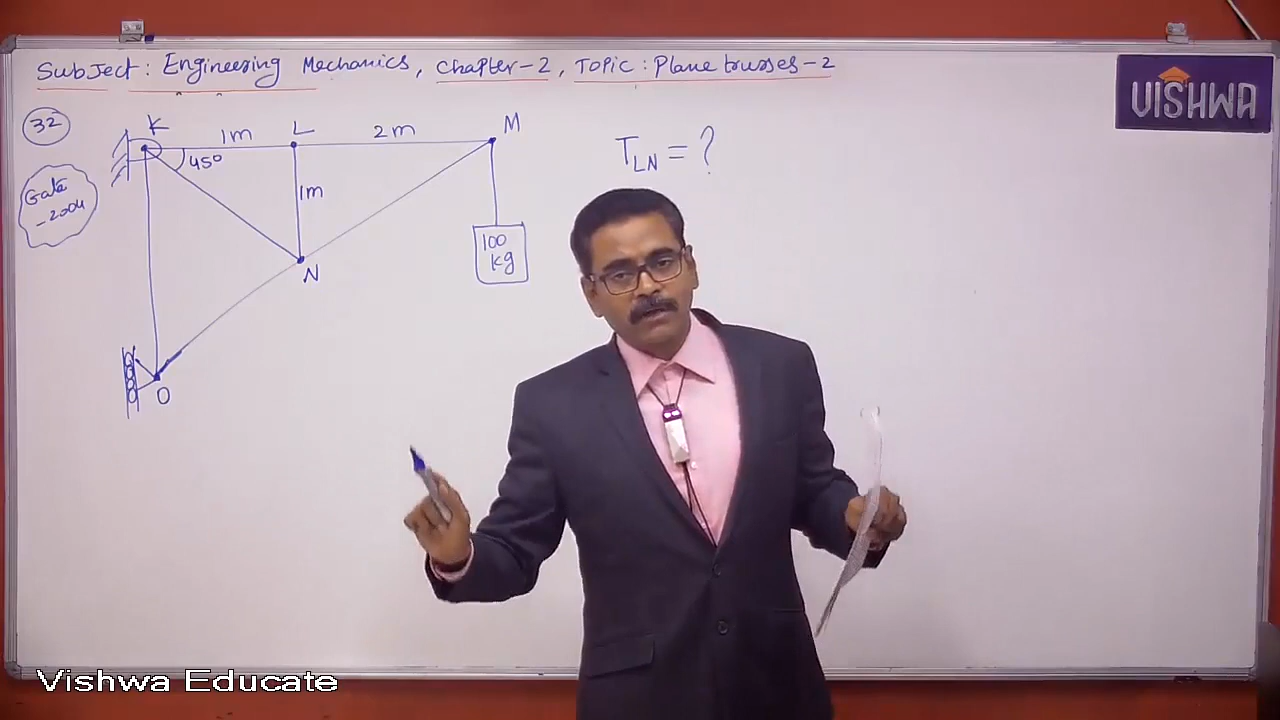 Subject: Engineering Mechanics, Chapter-2, Topic: Plane trusses-2
VISHWA
32
K
1m
L
2m
M
T_LN = ?
45°
Gate
-2004
1m
100
kg
N
O
Vishwa Educate